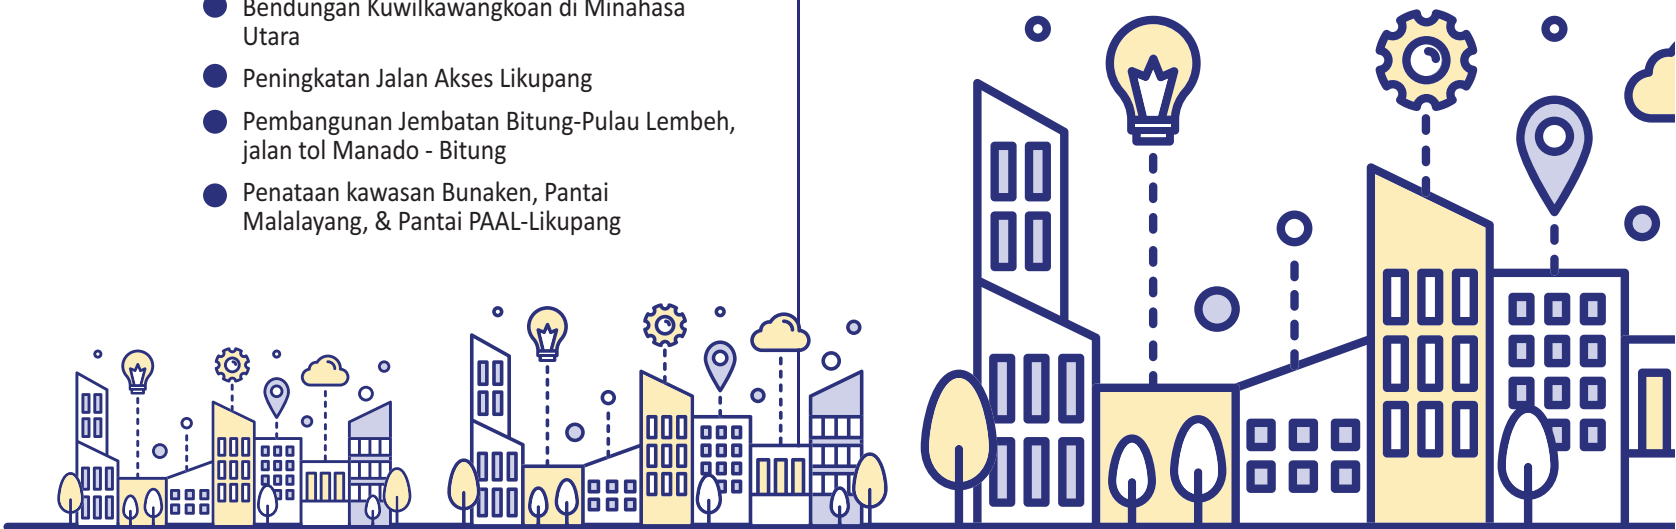 Bendungan Kuwilkawangkoan di Minahasa
Utara
Peningkatan Jalan Akses Likupang
Pembangunan Jembatan Bitung-Pulau Lembeh,
jalan tol Manado - Bitung
Penataan kawasan Bunaken, Pantai
Malalayang, & Pantai PAAL-Likupang